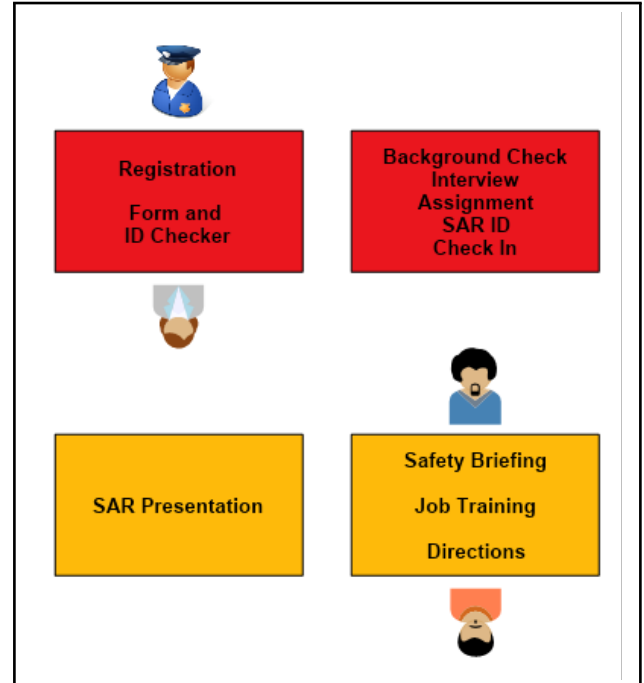 Registration
Form and
ID Checker
Background Check
Interview
Assignment
SAR ID
Check In
SAR Presentation
Safety Briefing
Job Training
Directions